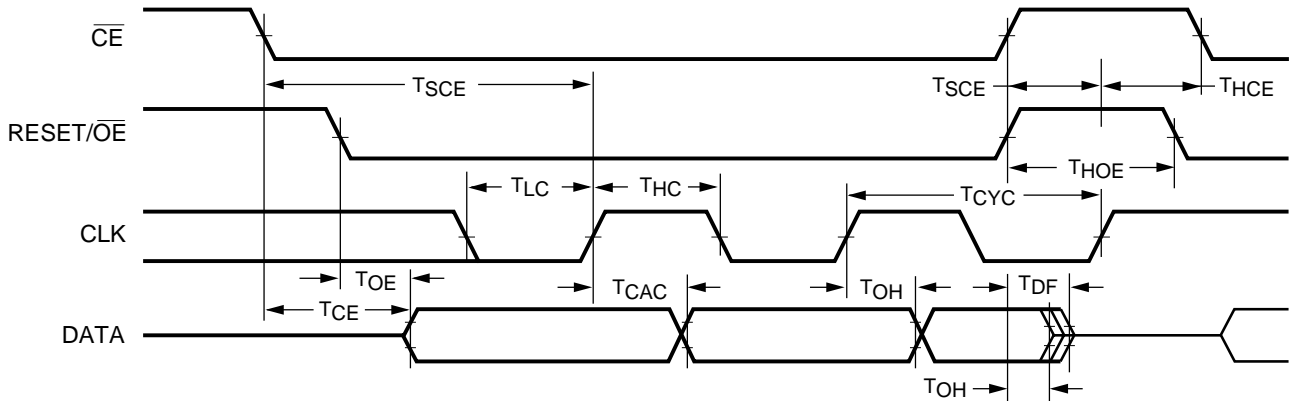 CE
TSCE
TSCE
THCE
RESET/OE
THOE
TLC
THC
TCYC
CLK
TOE
TCAC
TOH
TDF
TCE
DATA
TOH